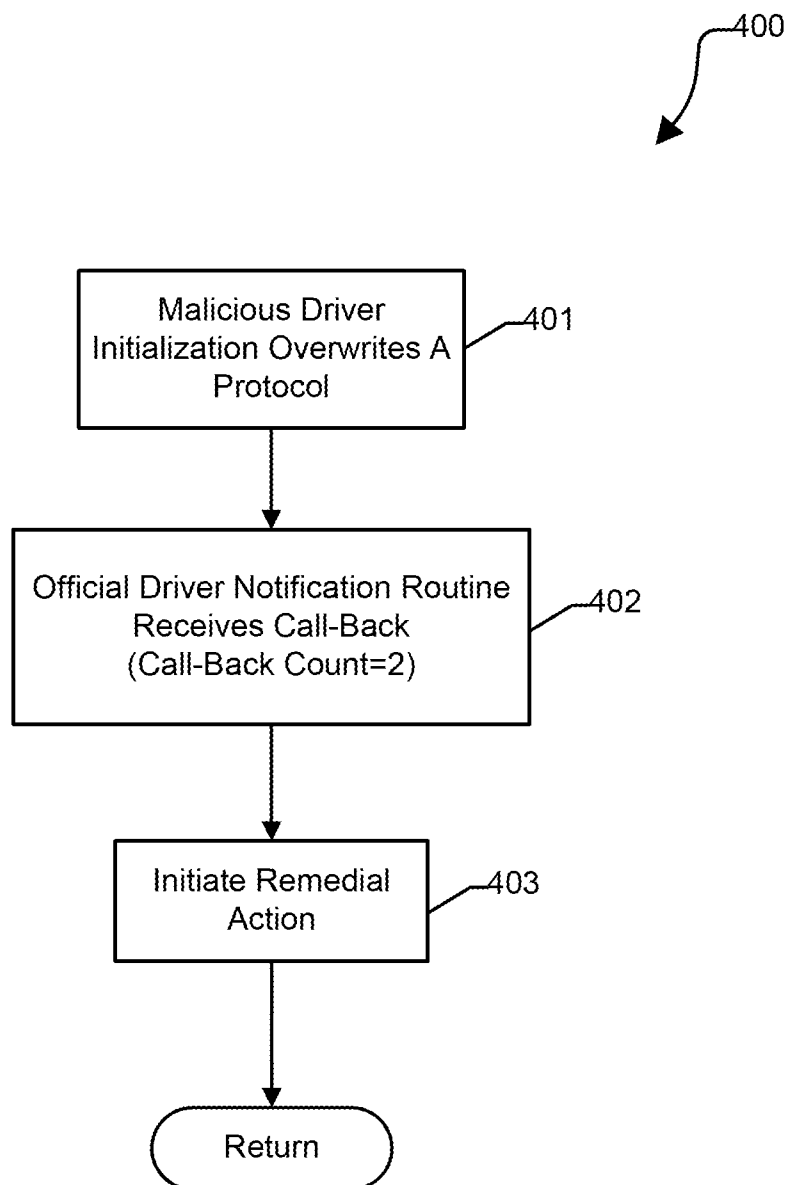 400
Malicious Driver
Initialization Overwrites A
Protocol
401
Official Driver Notification Routine
Receives Call-Back
(Call-Back Count=2)
402
Initiate Remedial
Action
403
Return